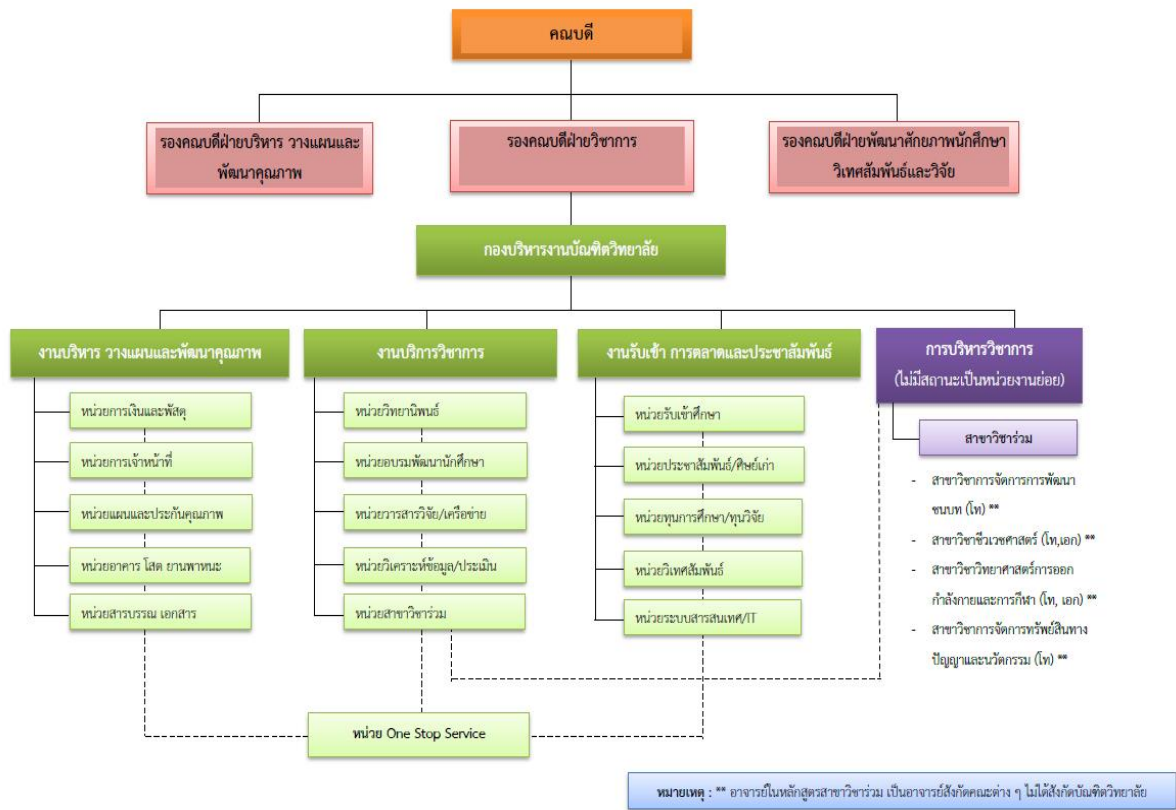 คณบดี
รองคณบดีฝ่ายบริหาร วางแผนและ
พัฒนาคุณภาพ
รองคณบดีฝ่ายวิชาการ
รองคณบดีฝ่ายพัฒนาศักยภาพนักศึกษา
วิเทศสัมพันธ์และวิจัย
กองบริหารงานบัณฑิตวิทยาลัย
งานบริหาร วางแผนและพัฒนาคุณภาพ
หน่วยการเงินและพัสดุ
หน่วยการเจ้าหน้าที่
หน่วยแผนและประกันคุณภาพ
หน่วยอาคาร โสต ยานพาหนะ
หน่วยสารบรรณ เอกสาร
งานบริการวิชาการ
หน่วยวิทยานิพนธ์
หน่วยอบรมพัฒนานักศึกษา
หน่วยวารสารวิจัย/เครือข่าย
หน่วยวิเคราะห์ข้อมูล/ประเมิน
หน่วยสาขาวิชาร่วม
งานรับเข้า การตลาดและประชาสัมพันธ์
หน่วยรับเข้าศึกษา
หน่วยประชาสัมพันธ์/ศิษย์เก่า
หน่วยทุนการศึกษา/ทุนวิจัย
หน่วยวิเทศสัมพันธ์
หน่วยระบบสารสนเทศ/IT
การบริหารวิชาการ
(ไม่มีสถานะเป็นหน่วยงานย่อย)
สาขาวิชาร่วม
- สาขาวิชาการจัดการการพัฒนา
ชนบท (โท) **
- สาขาวิชาชีวเวชศาสตร์ (โท,เอก) **
- สาขาวิชาวิทยาศาสตร์การออก
กำลังกายและการกีฬา (โท, เอก) **
- สาขาวิชาการจัดการทรัพย์สินทาง
ปัญญาและนวัตกรรม (โท) **
หน่วย One Stop Service
หมายเหตุ : ** อาจารย์ในหลักสูตรสาขาวิชาร่วม เป็นอาจารย์สังกัดคณะต่าง ๆ ไม่ได้สังกัดบัณฑิตวิทยาลัย